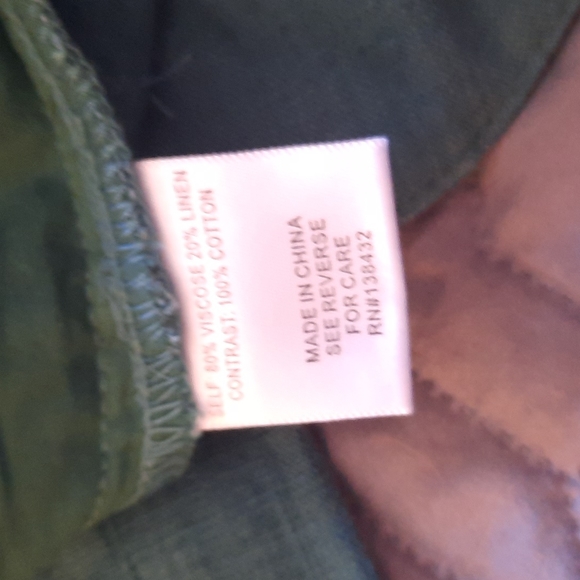 SELF 80% VISCOSE 20% LINEN
CONTRAST: 100% COTTON
MADE IN CHINA
SEE REVERSE
FOR CARE
RN#138432